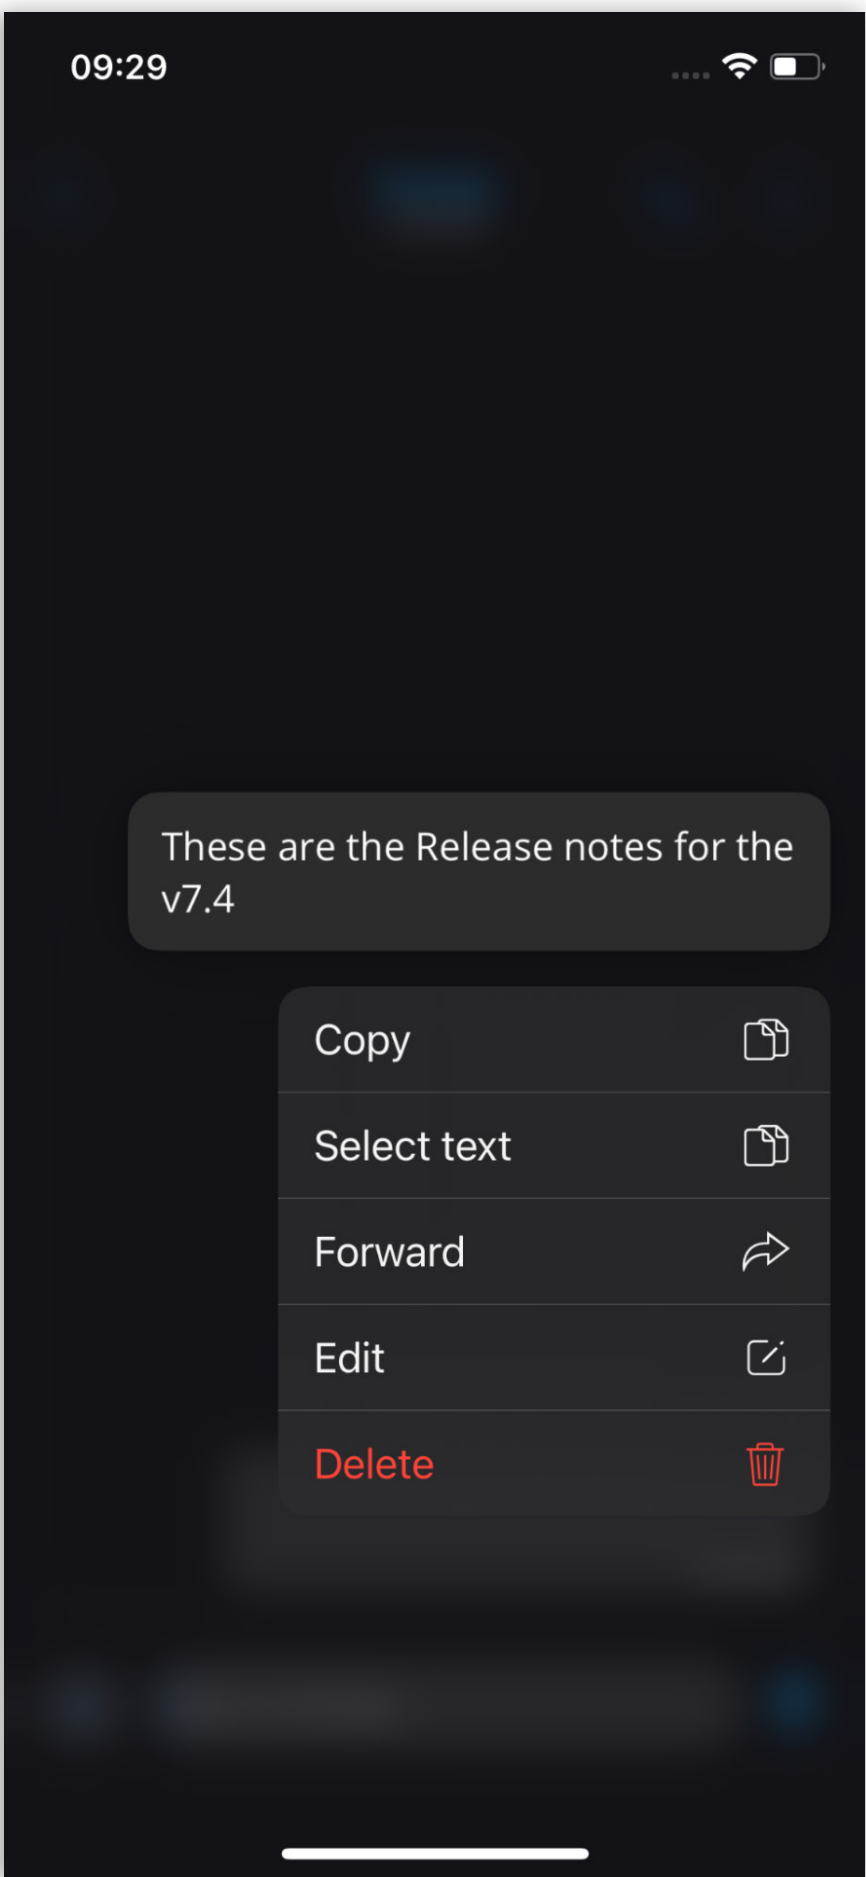 09:29
These are the Release notes for the
v7.4
Copy
Select text
Forward
Edit
Delete